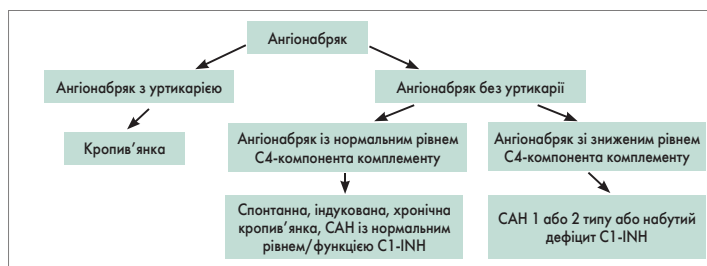 Ангіонабряк
Ангіонабряк з уртикарією
Ангіонабряк без уртикарії
Кропив’янка
Ангіонабряк із нормальним рівнем
С4-компонента комплементу
Ангіонабряк зі зниженим рівнем
С4-компонента комплементу
Спонтанна, індукована, хронічна
кропив’янка, САН із нормальним
рівнем/функцією C1-INH
САН 1 або 2 типу або набутий
дефіцит C1-INH